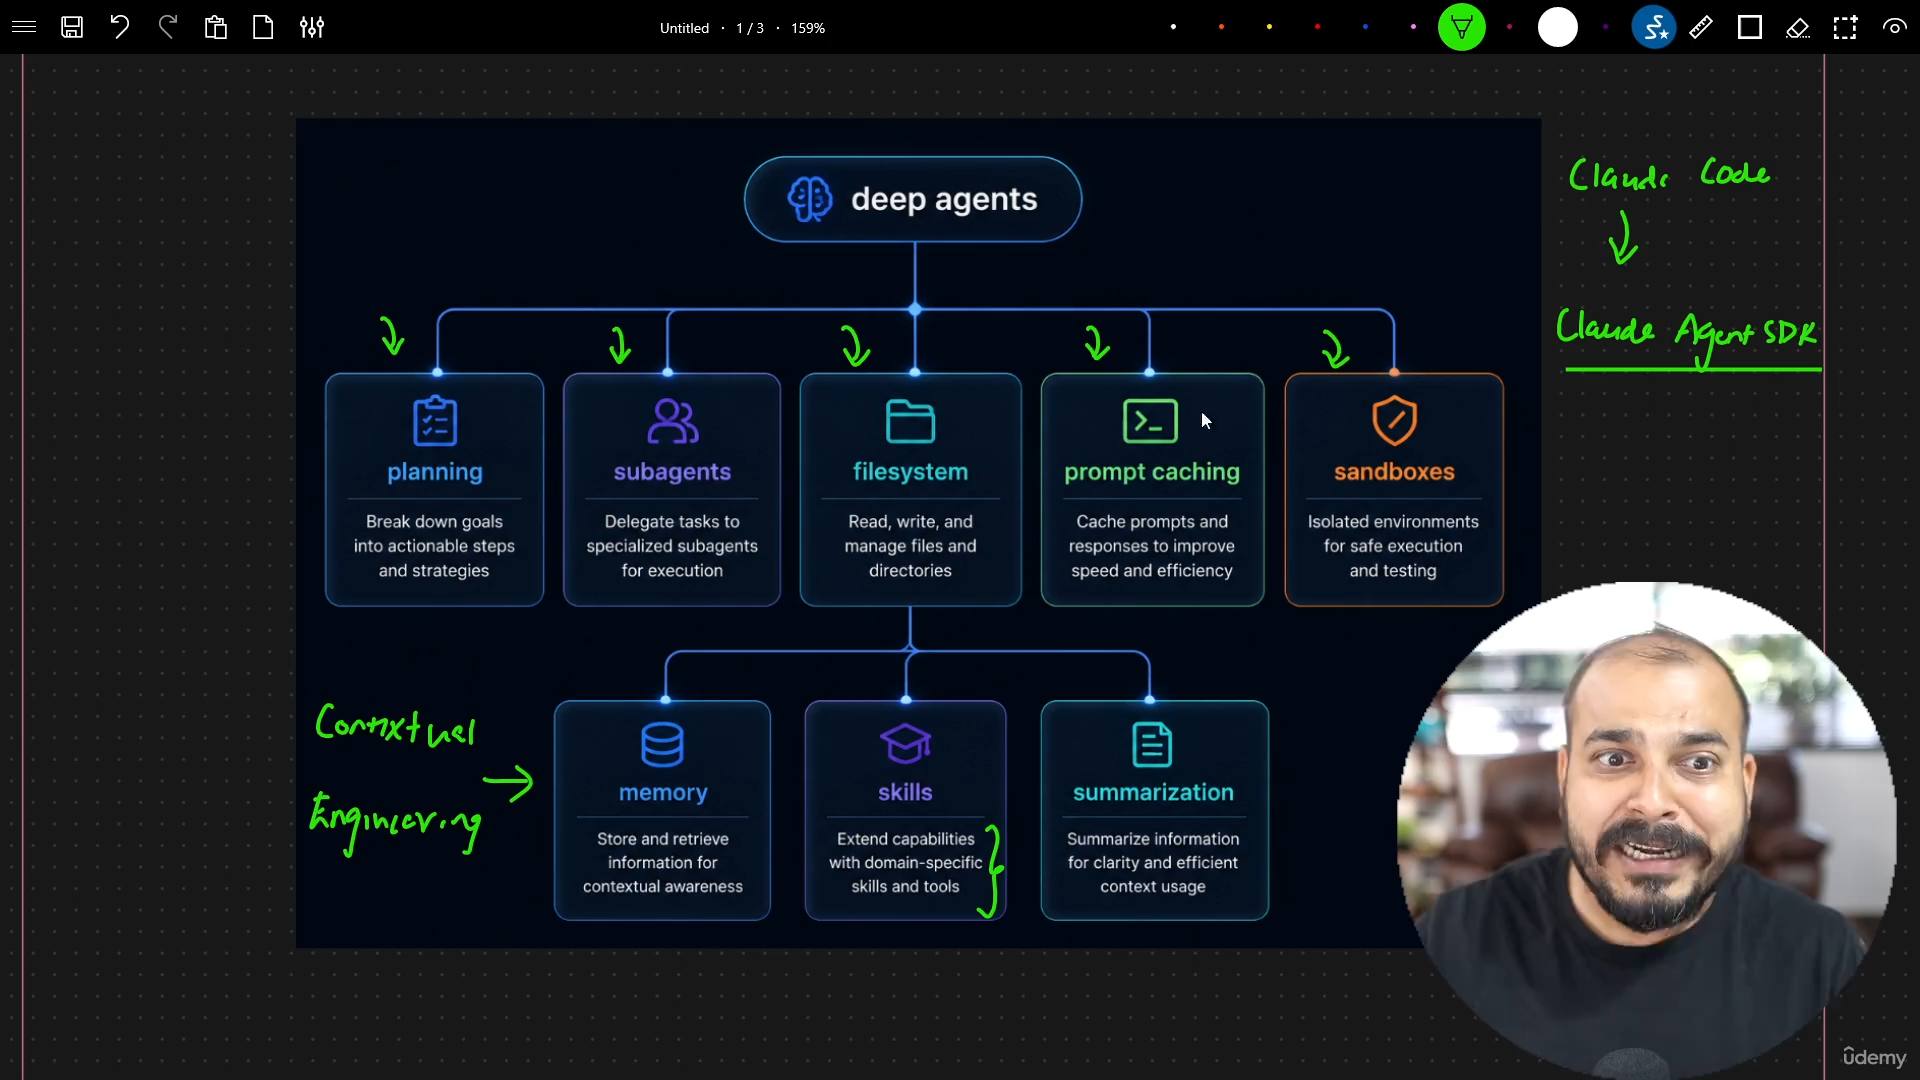 Untitled · 1 / 3 · 159%
deep agents
Claude Code
Claude Agent SDK
planning
Break down goals
into actionable steps
and strategies
subagents
Delegate tasks to
specialized subagents
for execution
filesystem
Read, write, and
manage files and
directories
prompt caching
Cache prompts and
responses to improve
speed and efficiency
sandboxes
Isolated environments
for safe execution
and testing
Contextual
Engineering
memory
Store and retrieve
information for
contextual awareness
skills
Extend capabilities
with domain-specific
skills and tools
summarization
Summarize information
for clarity and efficient
context usage
ûdemy